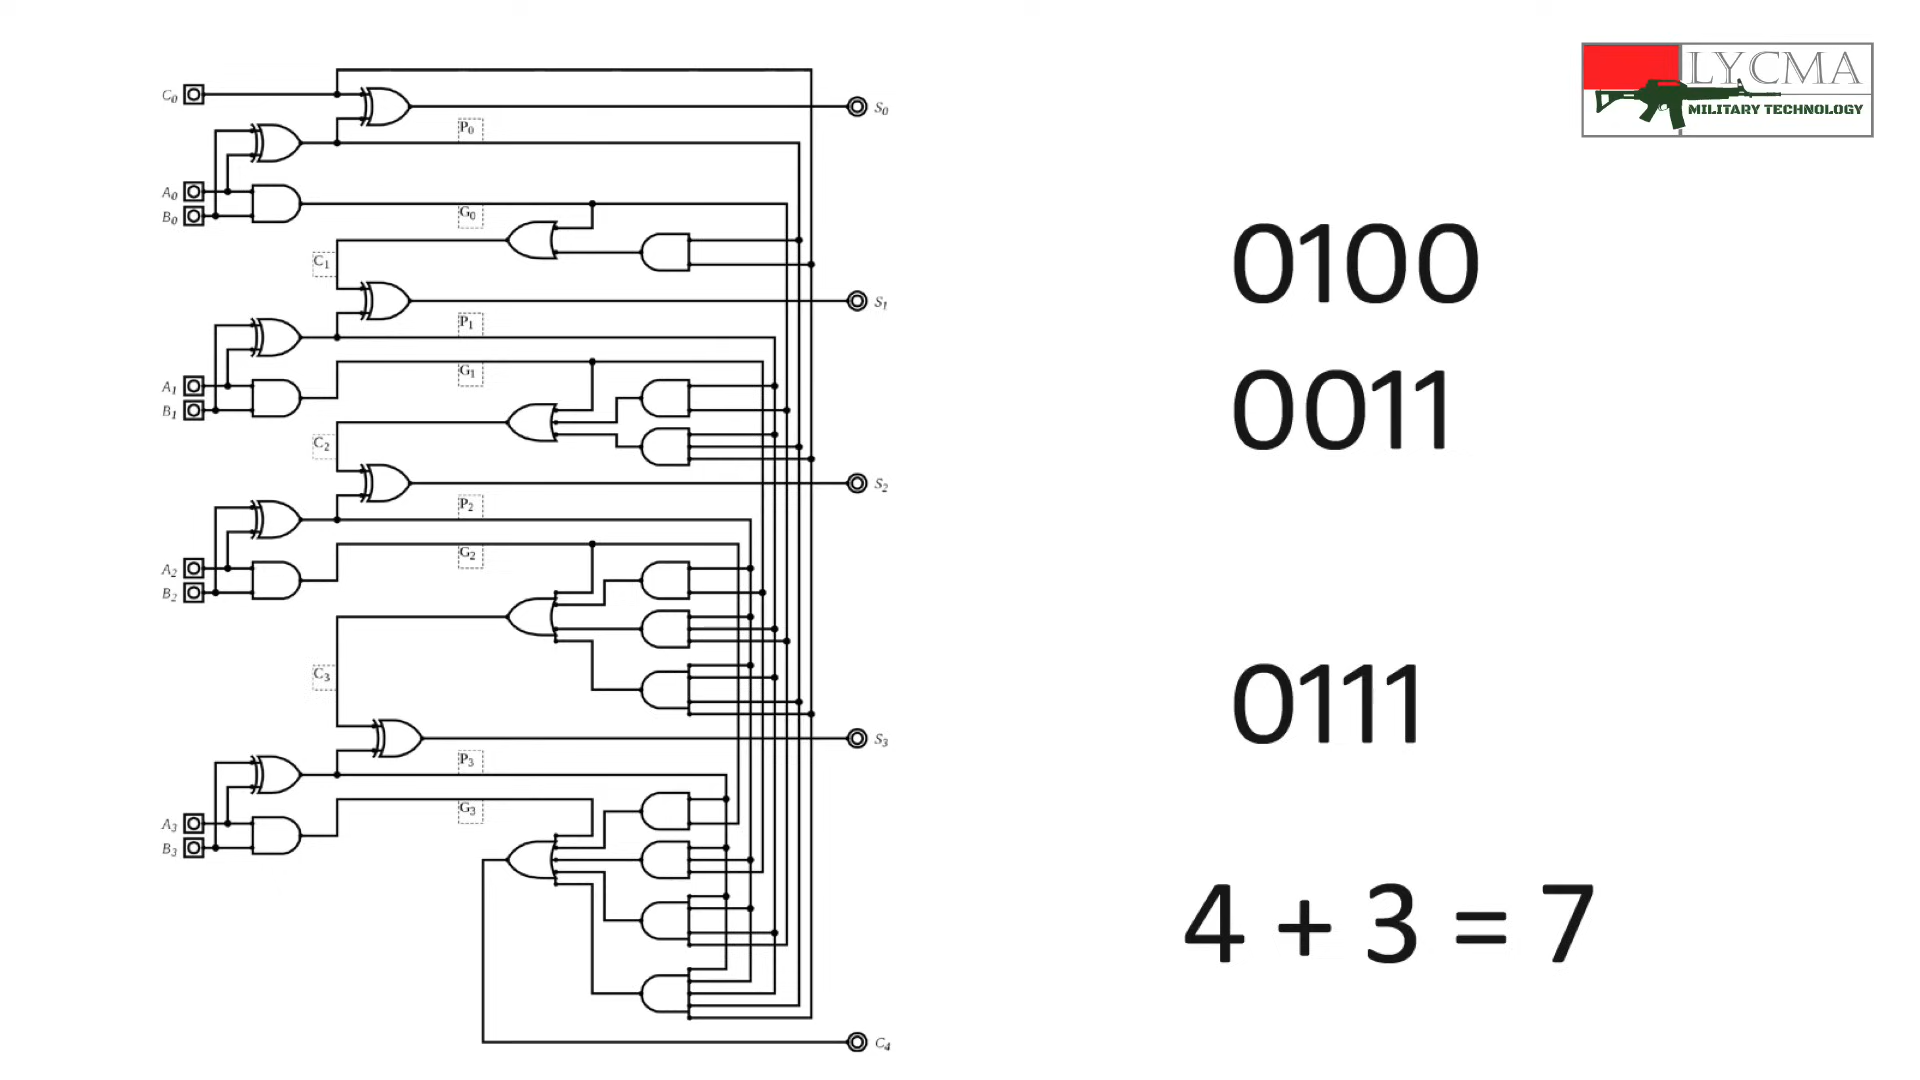 C0
S0
P0
A0
B0
G0
C1
S1
P1
A1
B1
G1
C2
S2
P2
A2
B2
G2
C3
S3
P3
A3
B3
G3
C4
LYCMA
MILITARY TECHNOLOGY
0100
0011
0111
4 + 3 = 7